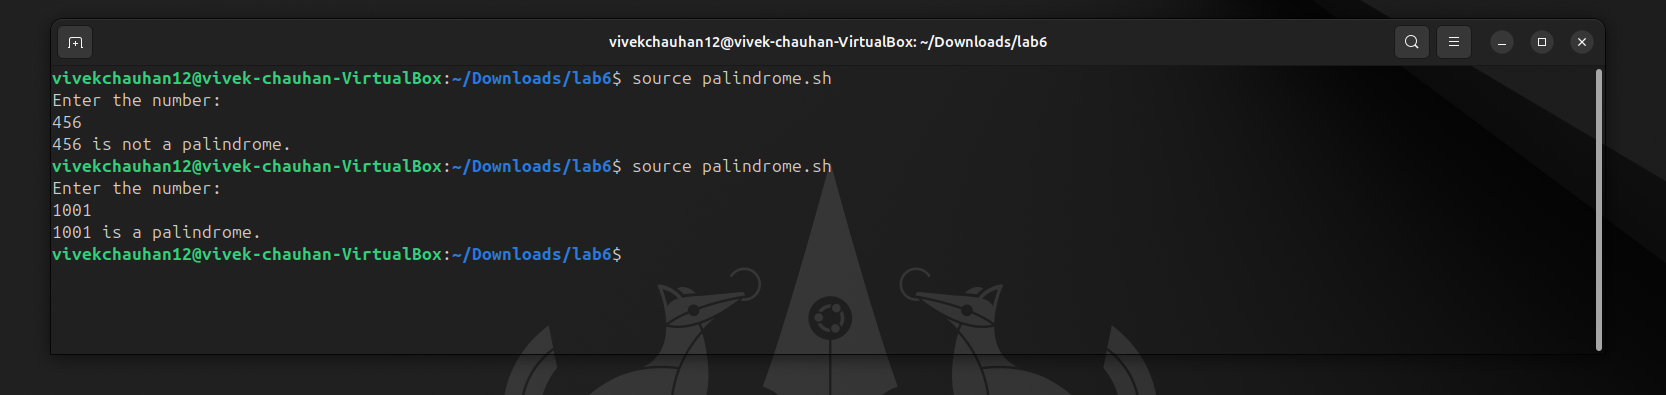 vivekchauhan12@vivek-chauhan-VirtualBox: ~/Downloads/lab6
vivekchauhan12@vivek-chauhan-VirtualBox:~/Downloads/lab6$ source palindrome.sh
Enter the number:
456
456 is not a palindrome.
vivekchauhan12@vivek-chauhan-VirtualBox:~/Downloads/lab6$ source palindrome.sh
Enter the number:
1001
1001 is a palindrome.
vivekchauhan12@vivek-chauhan-VirtualBox:~/Downloads/lab6$